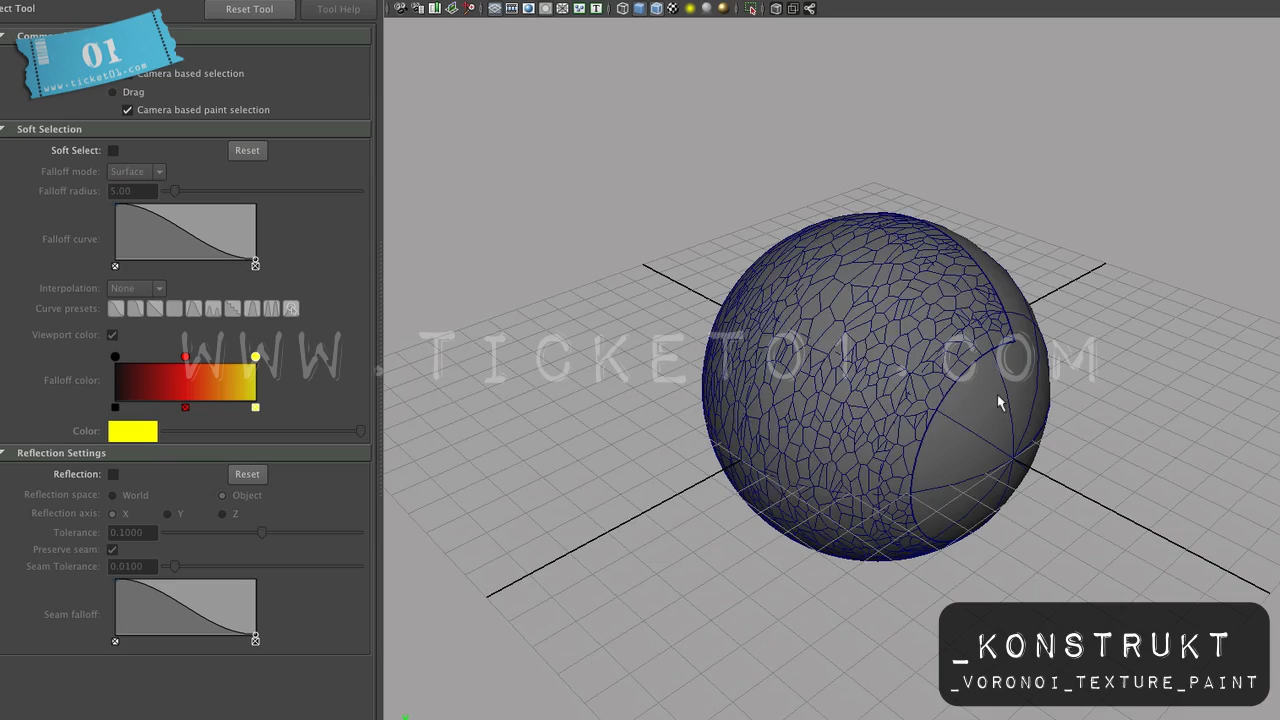 ect Tool
Reset Tool
Tool Help
Comm
01
www.ticket01.com
Camera based selection
Drag
Camera based paint selection
Soft Selection
Soft Select:
Reset
Falloff mode:
Surface
Falloff radius:
5.00
Falloff curve:
Interpolation:
None
Curve presets:
Viewport color:
WWW.TICKET01.COM
Falloff color:
Color:
Reflection Settings
Reflection:
Reset
Reflection space:
World
Object
Reflection axis:
X
Y
Z
Tolerance:
0.1000
Preserve seam:
Seam Tolerance:
0.0100
Seam falloff:
_KONSTRUKT
_VORONOI_TEXTURE_PAINT